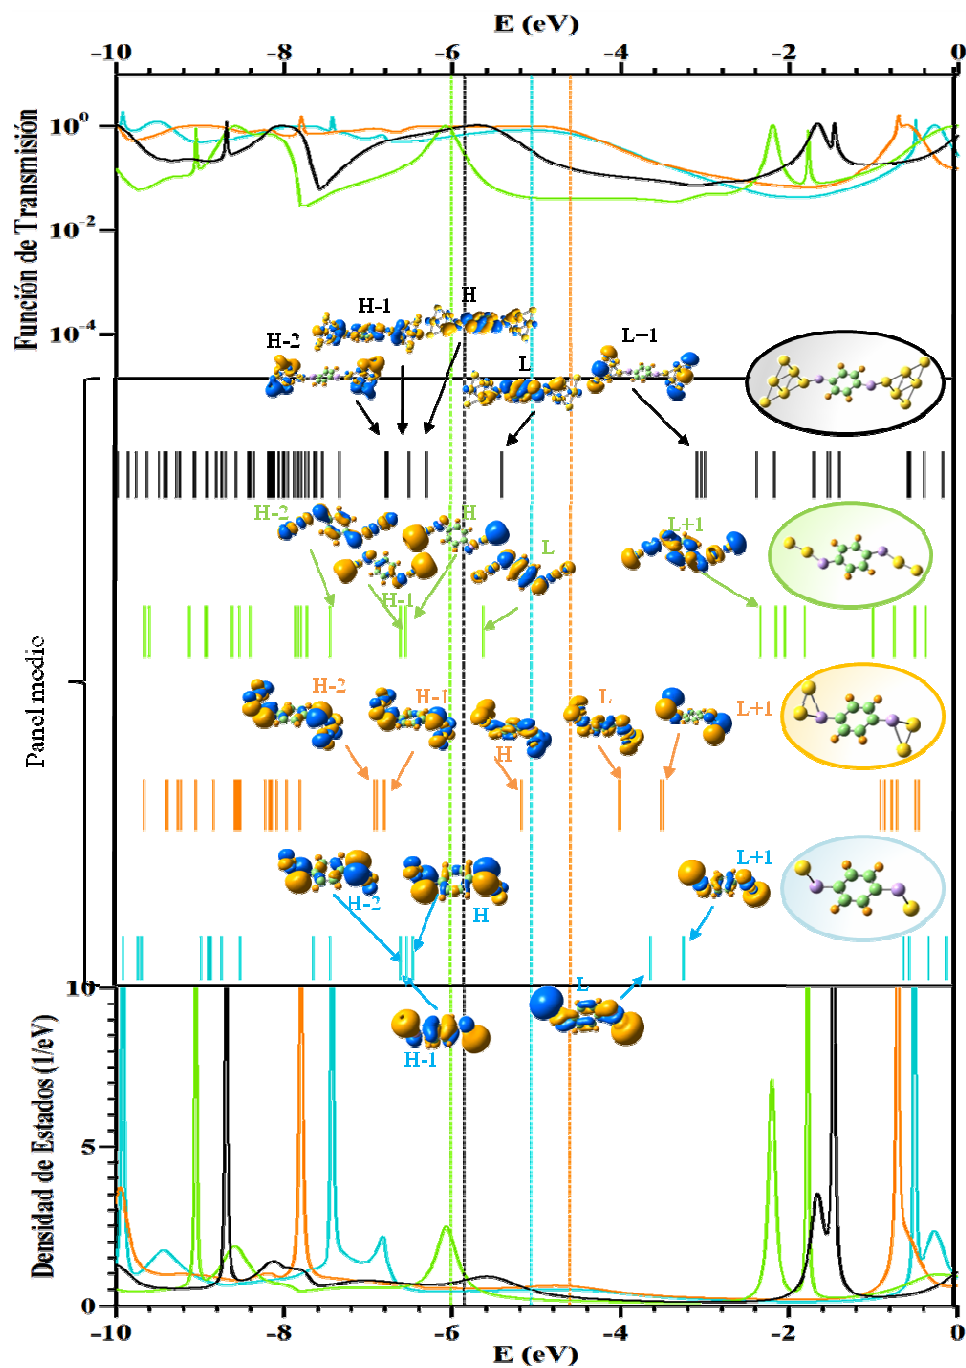 E (eV)
-10 -8 -6 -4 -2 0
Función de Transmisión
10⁰
10⁻²
10⁻⁴
H-2
H-1
H
L
L-1
Panel medio
H-2
H-1
H
L
L+1
H-2
H-1
H
L
L+1
H-2
H
L+1
H-1
L
Densidad de Estados (1/eV)
10
5
0
-10 -8 -6 -4 -2 0
E (eV)